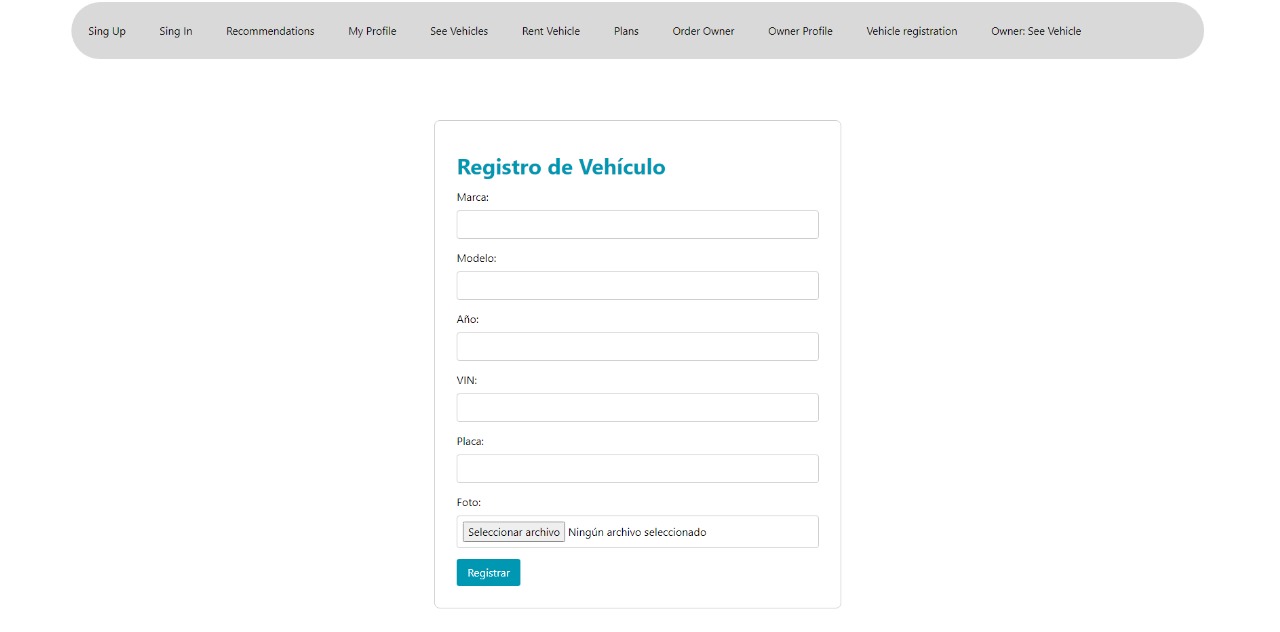 Sing Up Sing In Recommendations My Profile See Vehicles Rent Vehicle Plans Order Owner Owner Profile Vehicle registration Owner: See Vehicle
Registro de Vehículo
Marca:
Modelo:
Año:
VIN:
Placa:
Foto:
Seleccionar archivo Ningún archivo seleccionado
Registrar